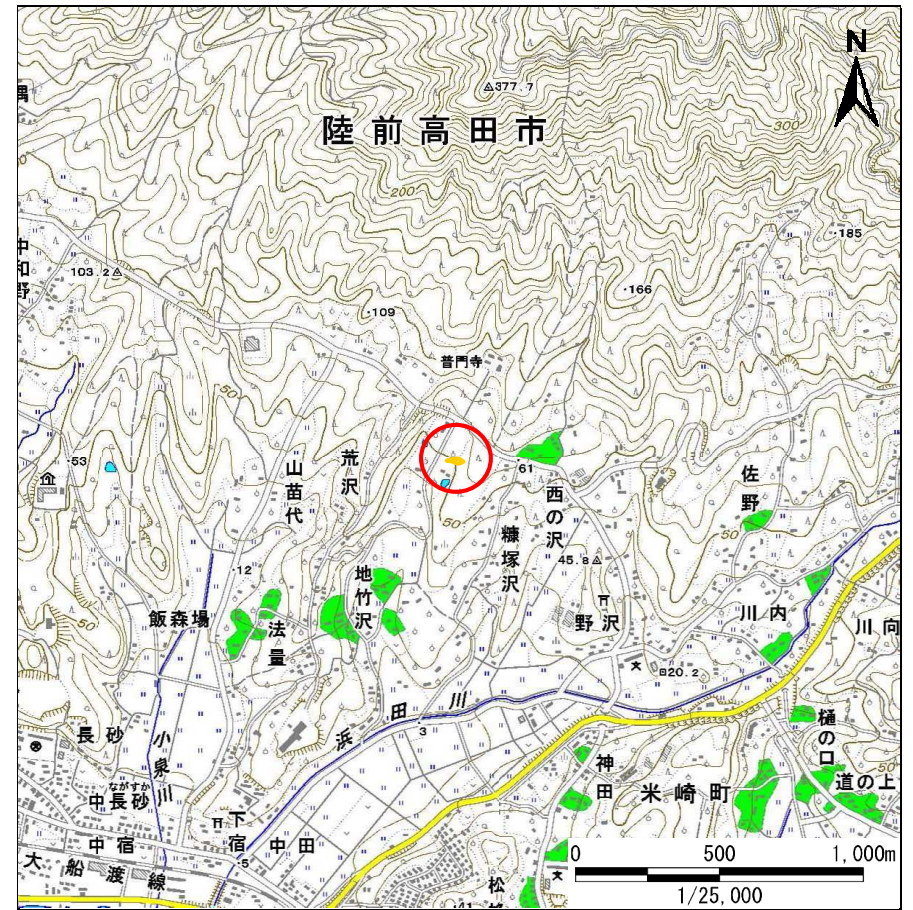 N
377.7
陸前高田市
300
200
185
中和野
103.2
166
109
普門寺
50
53
61
山苗代
荒沢
西の沢
佐野
50
50
糠塚沢
45.8
12
地竹沢
飯森場
法量
野沢
川内
川向
50
20.2
浜田川
3
長砂
小泉川
樋の口
50
神田
米崎町
道の上
ながすか
中長砂
下宿
中宿
中田
5
大船渡線
松
41
0
500
1,000m
1/25,000